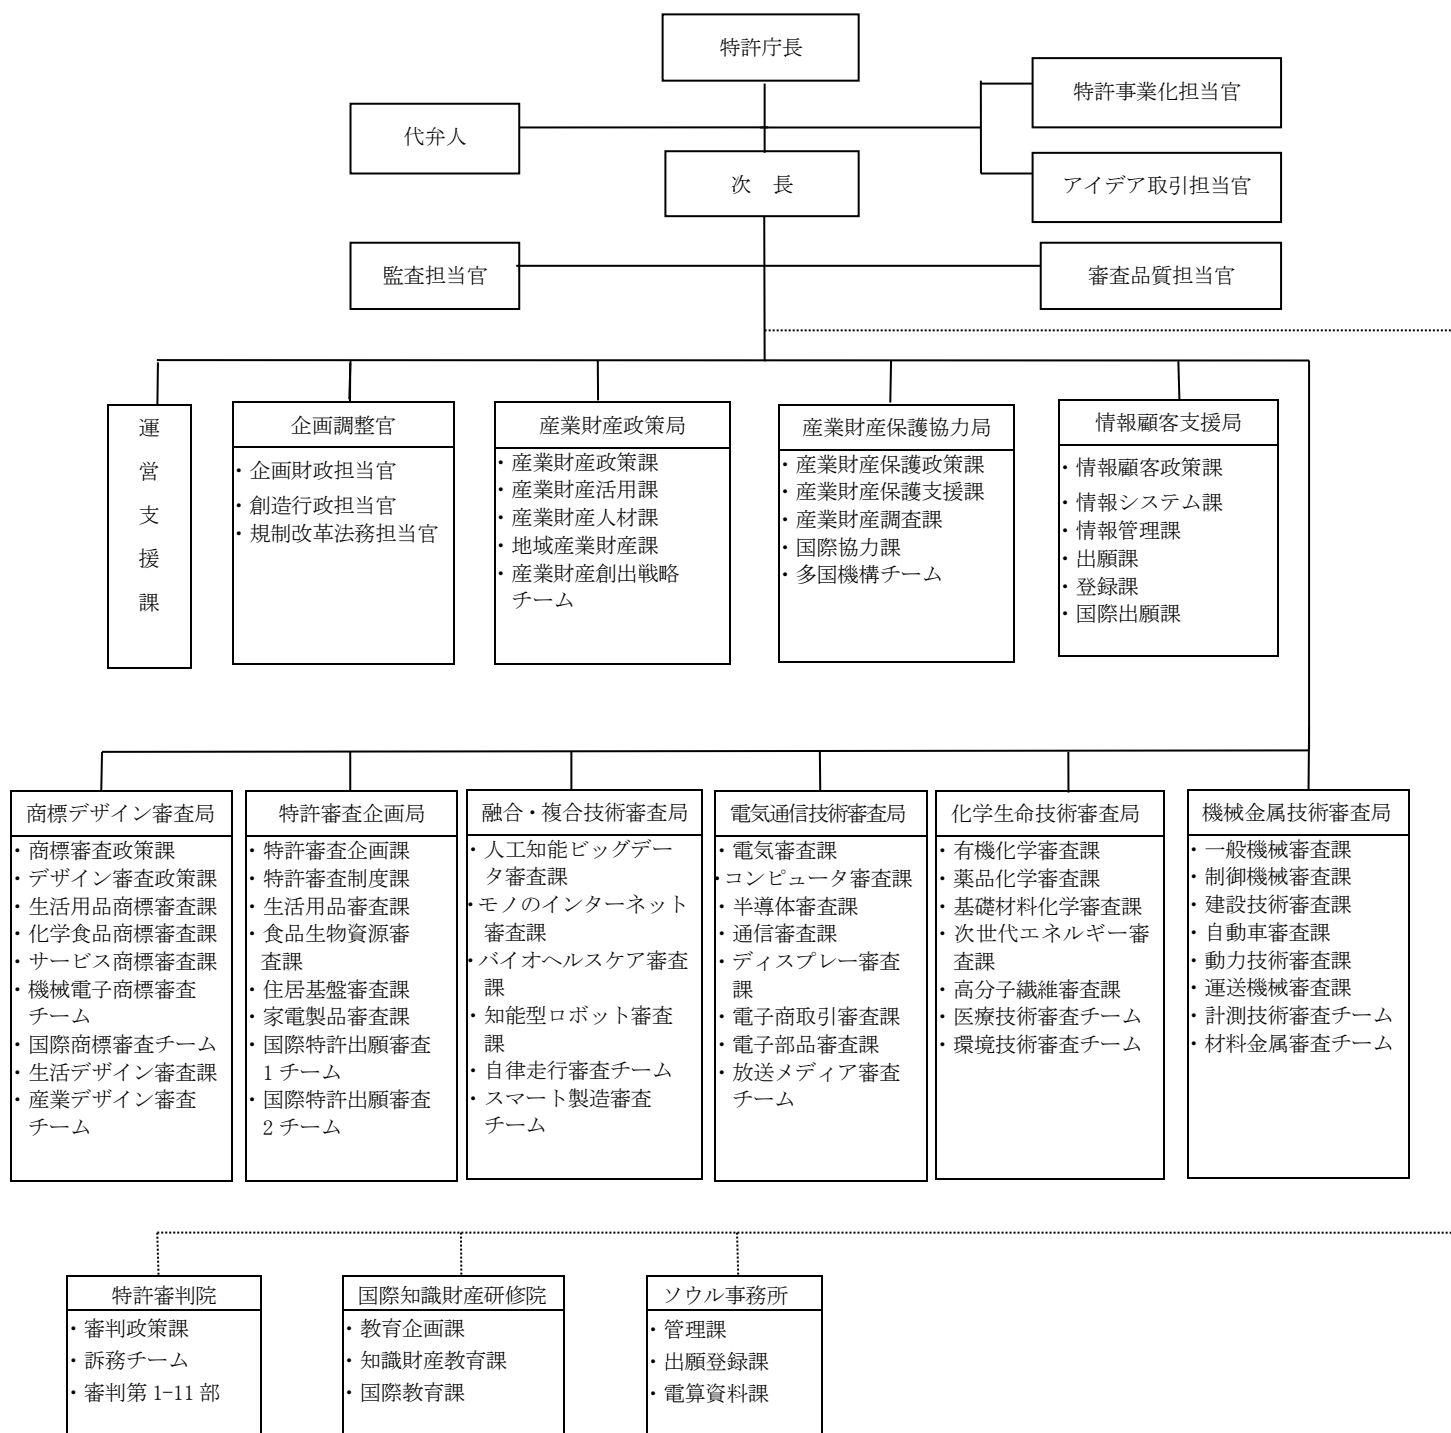 特許庁長
特許事業化担当官
代弁人
次　長
アイデア取引担当官
監査担当官
審査品質担当官
運
営
支
援
課
企画調整官
・企画財政担当官
・創造行政担当官
・規制改革法務担当官
産業財産政策局
・産業財産政策課
・産業財産活用課
・産業財産人材課
・地域産業財産課
・産業財産創出戦略
チーム
産業財産保護協力局
・産業財産保護政策課
・産業財産保護支援課
・産業財産調査課
・国際協力課
・多国機構チーム
情報顧客支援局
・情報顧客政策課
・情報システム課
・情報管理課
・出願課
・登録課
・国際出願課
商標デザイン審査局
・商標審査政策課
・デザイン審査政策課
・生活用品商標審査課
・化学食品商標審査課
・サービス商標審査課
・機械電子商標審査
チーム
・国際商標審査チーム
・生活デザイン審査課
・産業デザイン審査
チーム
特許審査企画局
・特許審査企画課
・特許審査制度課
・生活用品審査課
・食品生物資源審
査課
・住居基盤審査課
・家電製品審査課
・国際特許出願審査
1 チーム
・国際特許出願審査
2 チーム
融合・複合技術審査局
・人工知能ビッグデー
タ審査課
・モノのインターネット
審査課
・バイオヘルスケア審査
課
・知能型ロボット審査
課
・自律走行審査チーム
・スマート製造審査
チーム
電気通信技術審査局
・電気審査課
・コンピュータ審査課
・半導体審査課
・通信審査課
・ディスプレー審査
課
・電子商取引審査課
・電子部品審査課
・放送メディア審査
チーム
化学生命技術審査局
・有機化学審査課
・薬品化学審査課
・基礎材料化学審査課
・次世代エネルギー審
査課
・高分子繊維審査課
・医療技術審査チーム
・環境技術審査チーム
機械金属技術審査局
・一般機械審査課
・制御機械審査課
・建設技術審査課
・自動車審査課
・動力技術審査課
・運送機械審査課
・計測技術審査チーム
・材料金属審査チーム
特許審判院
・審判政策課
・訴務チーム
・審判第 1-11 部
国際知識財産研修院
・教育企画課
・知識財産教育課
・国際教育課
ソウル事務所
・管理課
・出願登録課
・電算資料課